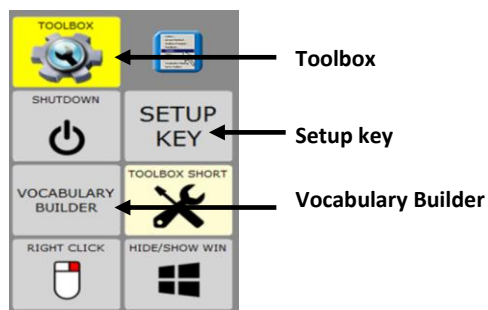 TOOLBOX
Toolbox
SHUTDOWN
SETUP
KEY
Setup key
VOCABULARY
BUILDER
TOOLBOX SHORT
Vocabulary Builder
RIGHT CLICK
HIDE/SHOW WIN